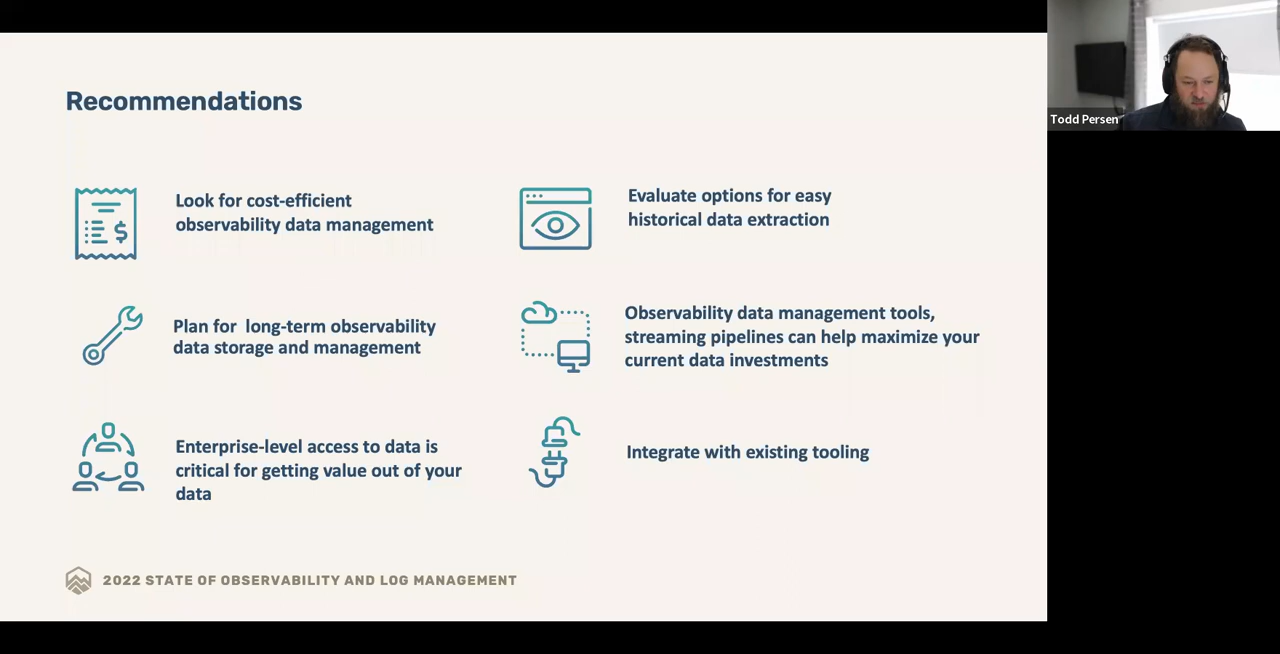 Recommendations
Look for cost-efficient
observability data management
Evaluate options for easy
historical data extraction
Plan for  long-term observability
data storage and management
Observability data management tools,
streaming pipelines can help maximize your
current data investments
Enterprise-level access to data is
critical for getting value out of your
data
Integrate with existing tooling
2022 STATE OF OBSERVABILITY AND LOG MANAGEMENT
Todd Persen